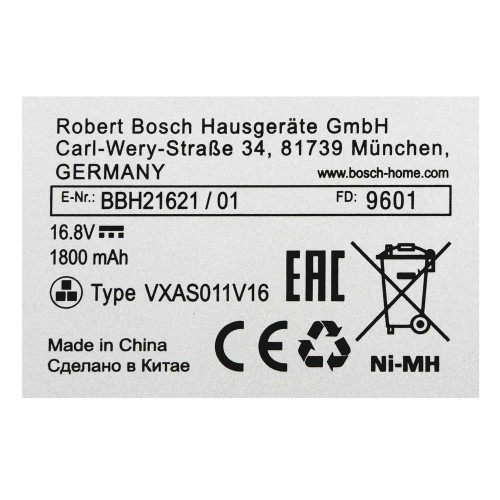 Robert Bosch Hausgeräte GmbH
Carl-Wery-Straße 34, 81739 München,
GERMANY
www.bosch-home.com
E-Nr.: BBH21621 / 01 FD: 9601
16.8V
1800 mAh
Type VXAS011V16
EAC
CE
Made in China
Сделано в Китае
Ni-MH